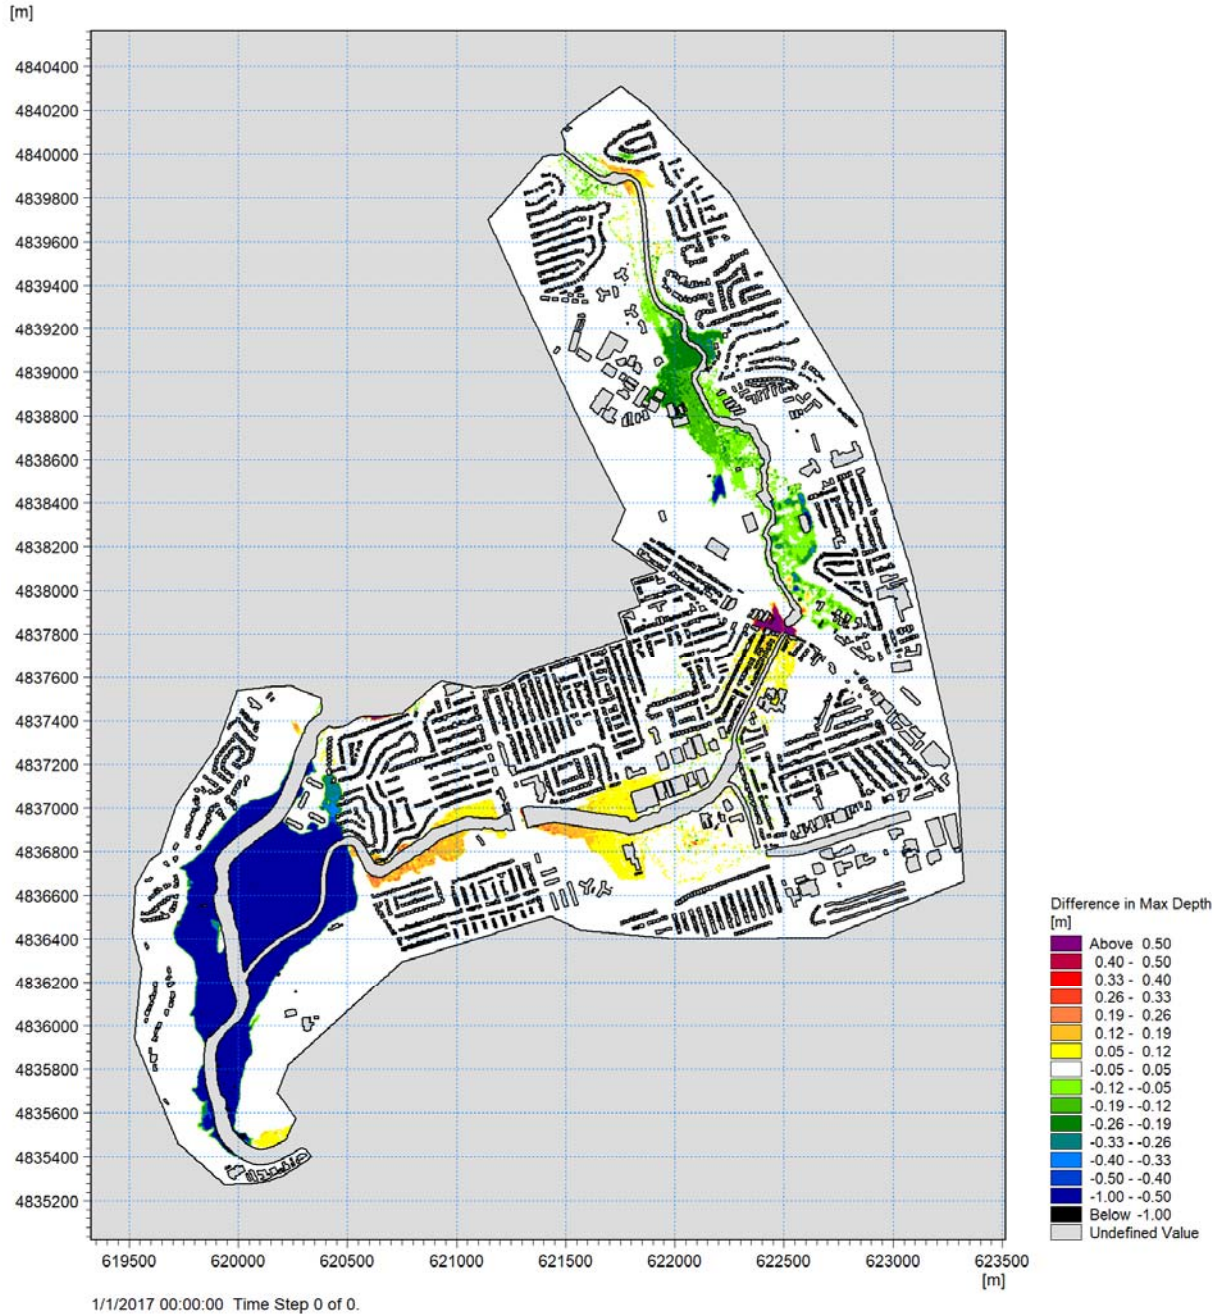 [m]
4840400
4840200
4840000
4839800
4839600
4839400
4839200
4839000
4838800
4838600
4838400
4838200
4838000
4837800
4837600
4837400
4837200
4837000
4836800
4836600
4836400
4836200
4836000
4835800
4835600
4835400
4835200
619500 620000 620500 621000 621500 622000 622500 623000 623500
[m]
1/1/2017 00:00:00 Time Step 0 of 0.
Difference in Max Depth
[m]
Above 0.50
0.40 - 0.50
0.33 - 0.40
0.26 - 0.33
0.19 - 0.26
0.12 - 0.19
0.05 - 0.12
-0.05 - 0.05
-0.12 - -0.05
-0.19 - -0.12
-0.26 - -0.19
-0.33 - -0.26
-0.40 - -0.33
-0.50 - -0.40
-1.00 - -0.50
Below -1.00
Undefined Value